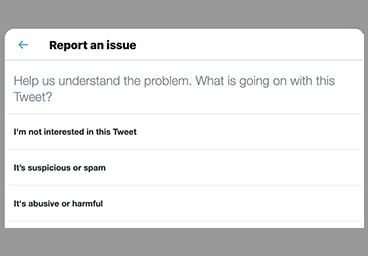 Report an issue
Help us understand the problem. What is going on with this
Tweet?
I'm not interested in this Tweet
It's suspicious or spam
It's abusive or harmful